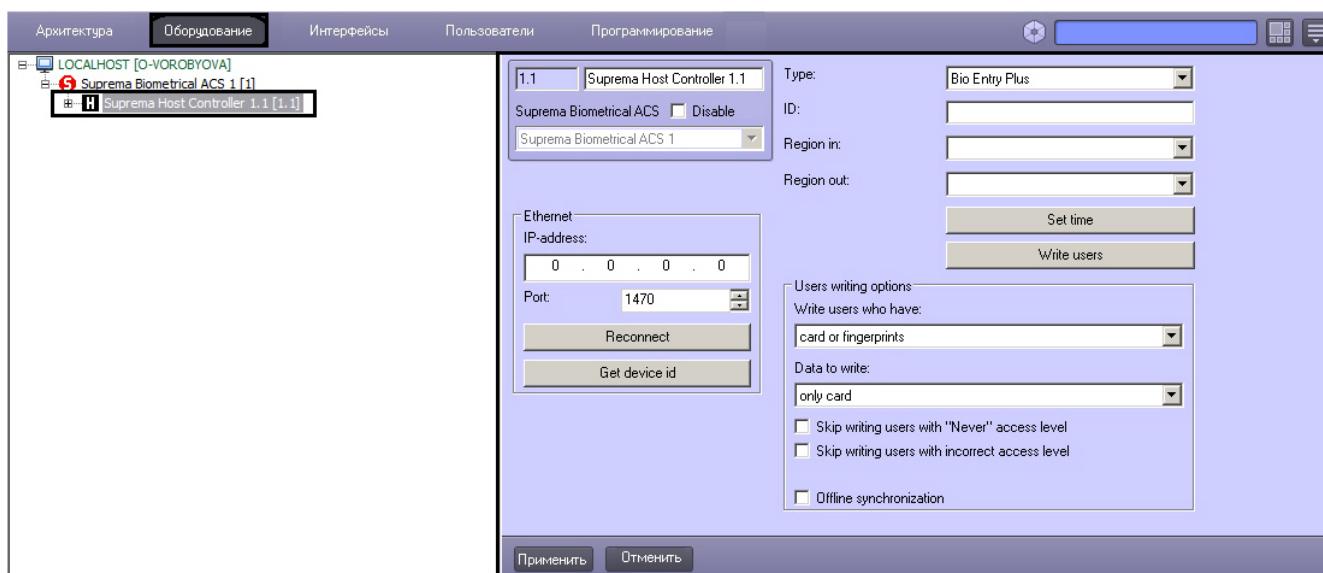 Архитектура Оборудование Интерфейсы Пользователи Программирование
LOCALHOST [O-VOROBYOVA]
Suprema Biometrical ACS 1 [1]
Suprema Host Controller 1.1 [1.1]
1.1 Suprema Host Controller 1.1
Suprema Biometrical ACS Disable
Suprema Biometrical ACS 1
Ethernet
IP-address:
0 . 0 . 0 . 0
Port: 1470
Reconnect
Get device id
Type: Bio Entry Plus
ID:
Region in:
Region out:
Set time
Write users
Users writing options
Write users who have:
card or fingerprints
Data to write:
only card
Skip writing users with "Never" access level
Skip writing users with incorrect access level
Offline synchronization
Применить Отменить